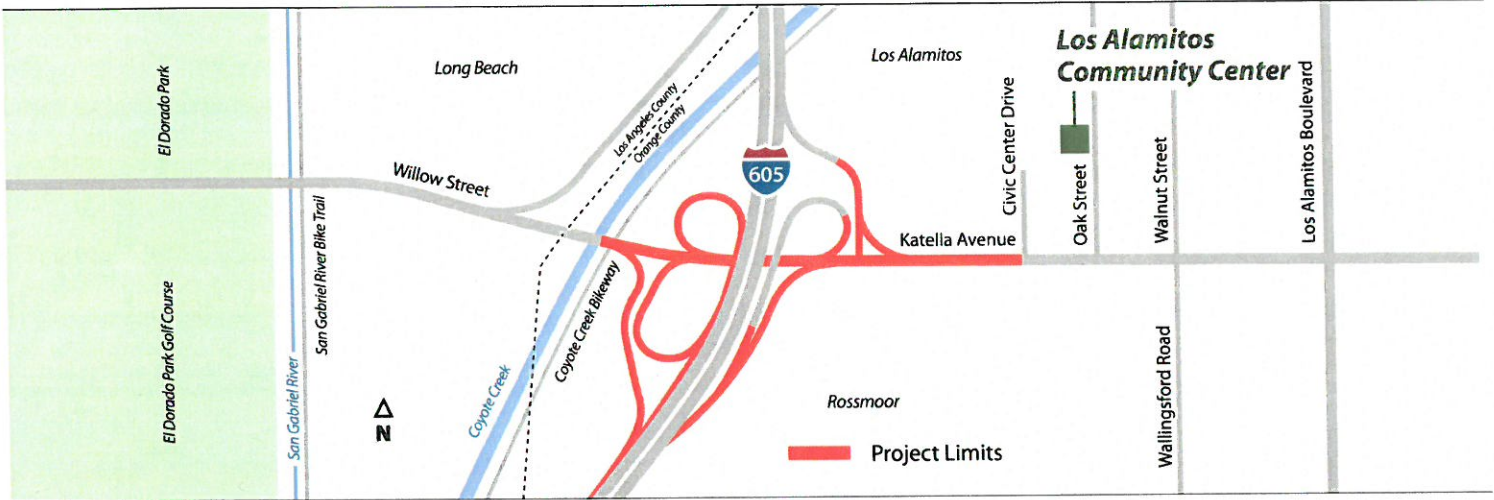 El Dorado Park
El Dorado Park Golf Course
San Gabriel River
San Gabriel River Bike Trail
Long Beach
Willow Street
Los Angeles County
Orange County
Coyote Creek
Coyote Creek Bikeway
N
605
Los Alamitos
Katella Avenue
Civic Center Drive
Los Alamitos
Community Center
Oak Street
Walnut Street
Los Alamitos Boulevard
Wallingsford Road
Rossmoor
Project Limits